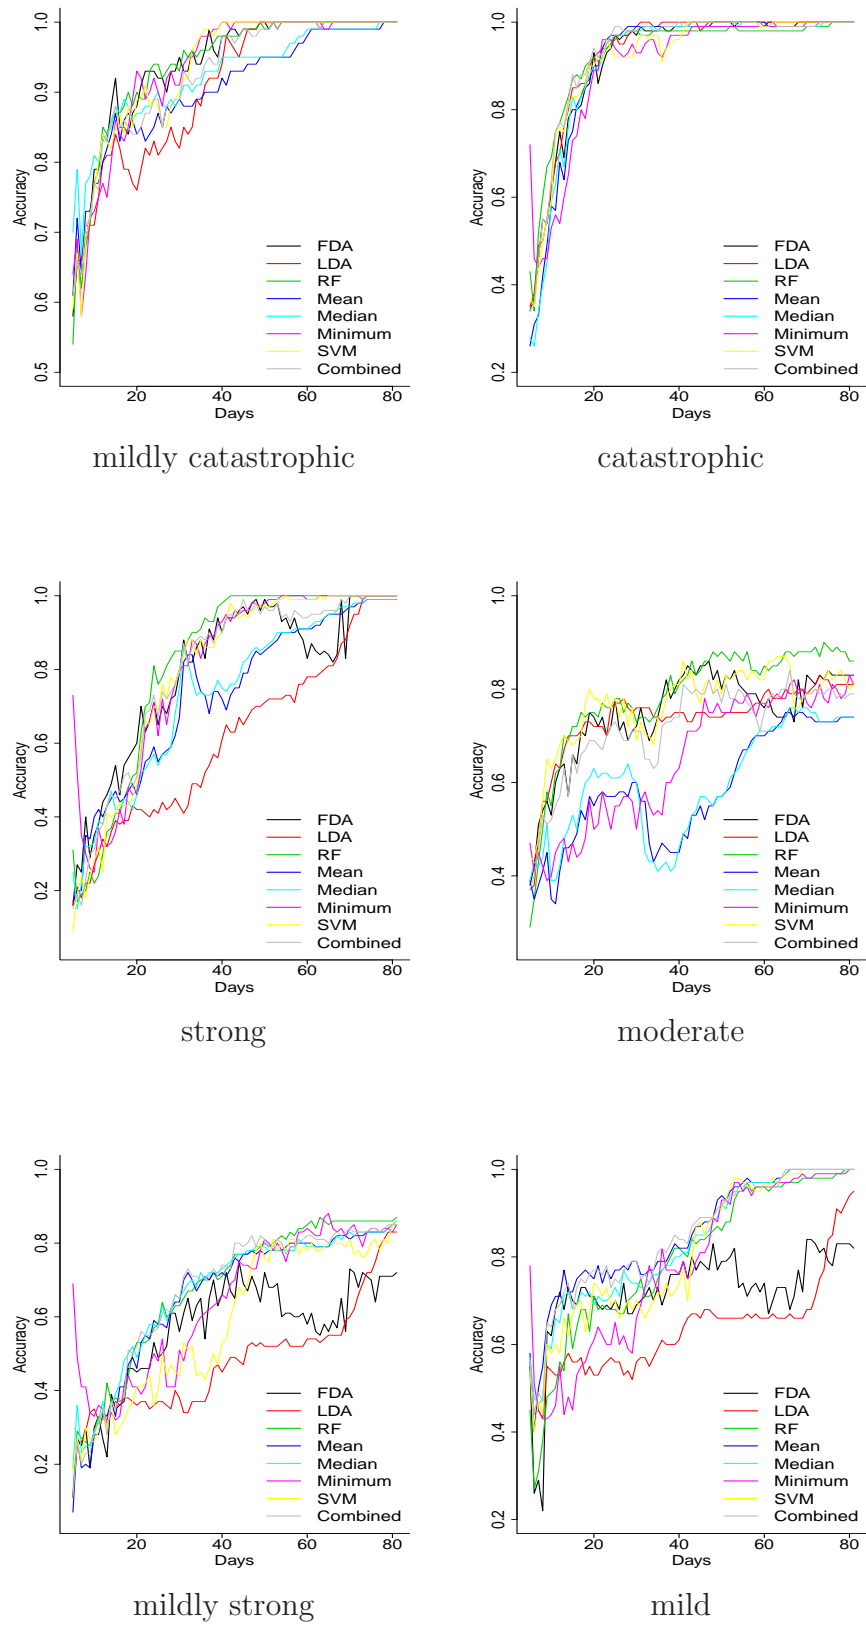 Accuracy
1.0
0.9
0.8
0.7
0.6
0.5
FDA
LDA
RF
Mean
Median
Minimum
SVM
Combined
20 40 60 80
Days
mildly catastrophic
Accuracy
1.0
0.8
0.6
0.4
0.2
FDA
LDA
RF
Mean
Median
Minimum
SVM
Combined
20 40 60 80
Days
catastrophic
Accuracy
1.0
0.8
0.6
0.4
0.2
FDA
LDA
RF
Mean
Median
Minimum
SVM
Combined
20 40 60 80
Days
strong
Accuracy
1.0
0.8
0.6
0.4
FDA
LDA
RF
Mean
Median
Minimum
SVM
Combined
20 40 60 80
Days
moderate
Accuracy
1.0
0.8
0.6
0.4
0.2
FDA
LDA
RF
Mean
Median
Minimum
SVM
Combined
20 40 60 80
Days
mildly strong
Accuracy
1.0
0.8
0.6
0.4
0.2
FDA
LDA
RF
Mean
Median
Minimum
SVM
Combined
20 40 60 80
Days
mild